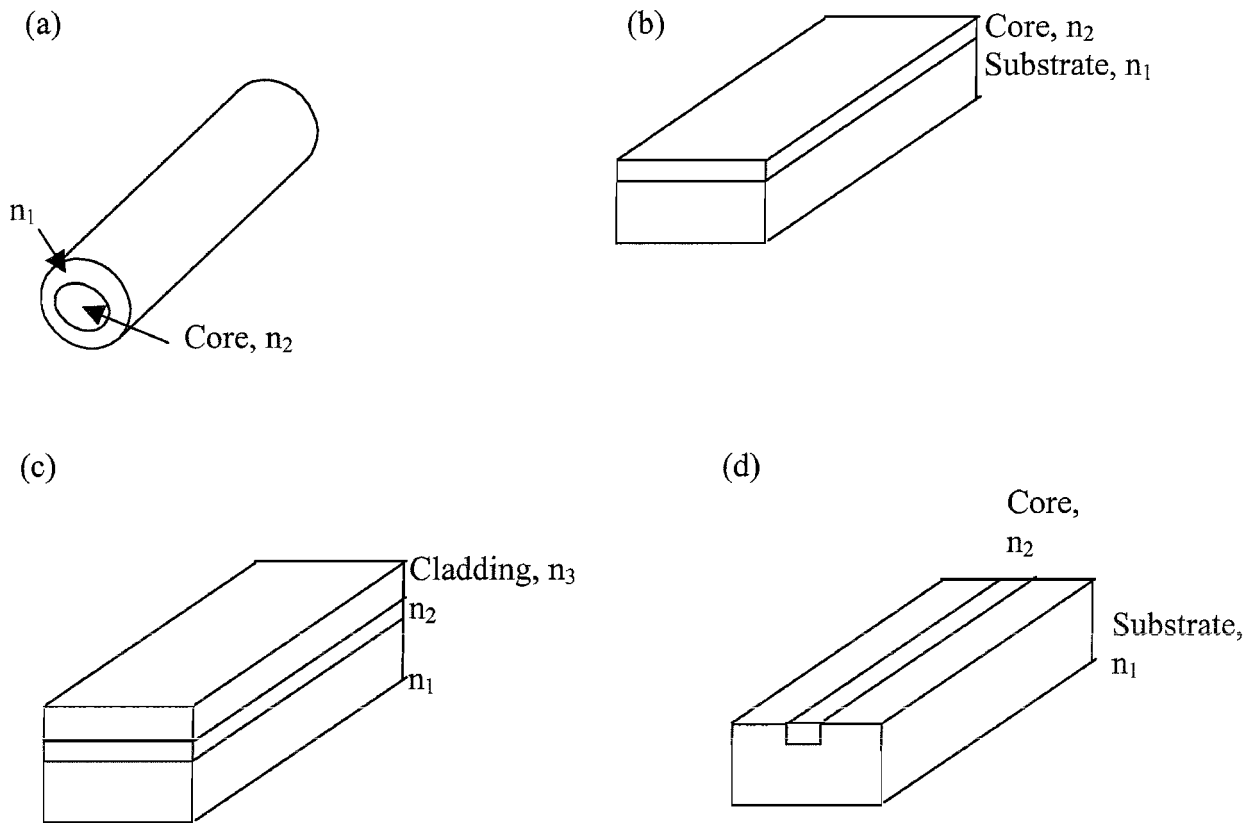 (a)
n₁
Core, n₂
(b)
Core, n₂
Substrate, n₁
(c)
Cladding, n₃
n₂
n₁
(d)
Core,
n₂
Substrate,
n₁